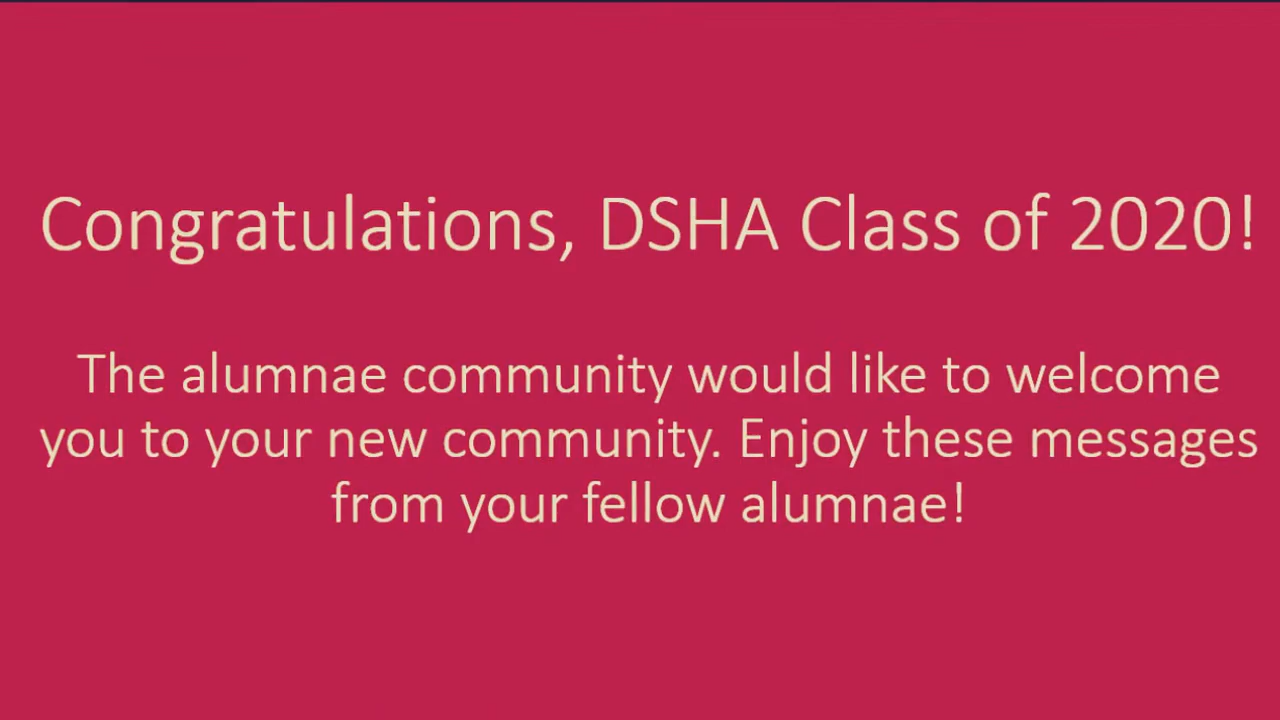 Congratulations, DSHA Class of 2020!
The alumnae community would like to welcome
you to your new community. Enjoy these messages
from your fellow alumnae!